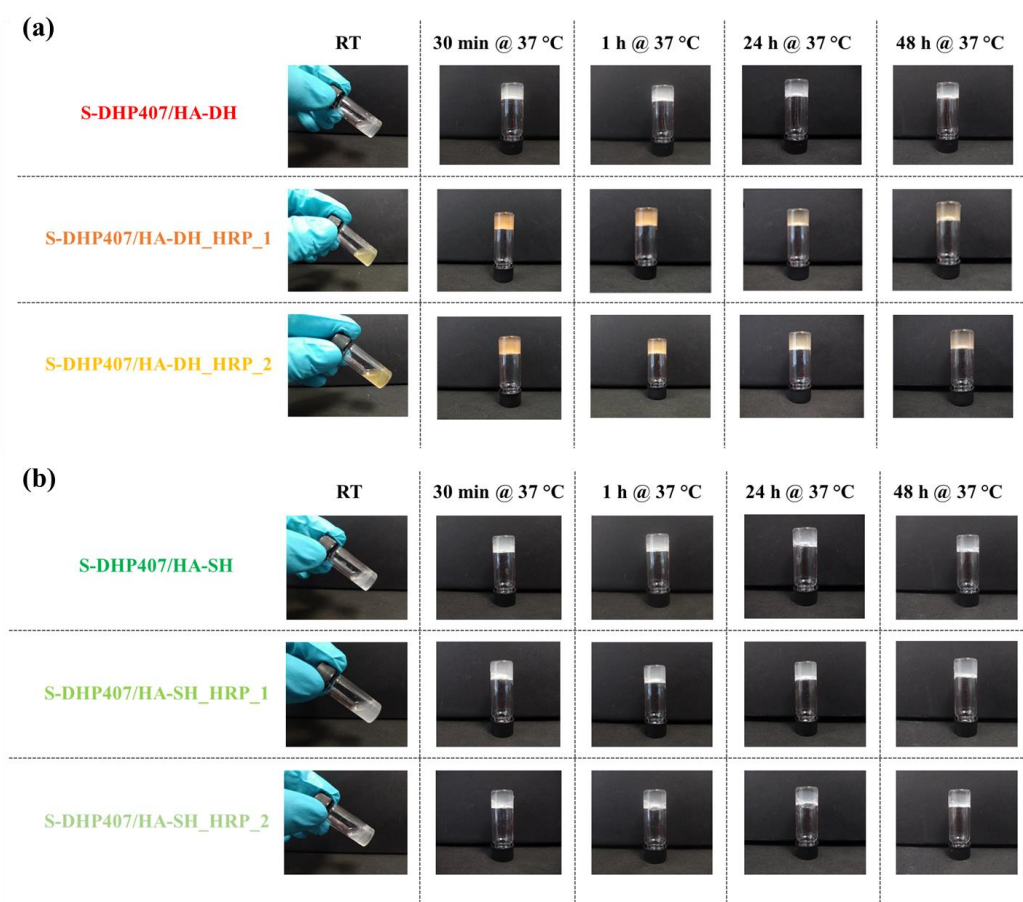 (a)
RT
30 min @ 37 °C
1 h @ 37 °C
24 h @ 37 °C
48 h @ 37 °C
S-DHP407/HA-DH
S-DHP407/HA-DH_HRP_1
S-DHP407/HA-DH_HRP_2
(b)
RT
30 min @ 37 °C
1 h @ 37 °C
24 h @ 37 °C
48 h @ 37 °C
S-DHP407/HA-SH
S-DHP407/HA-SH_HRP_1
S-DHP407/HA-SH_HRP_2